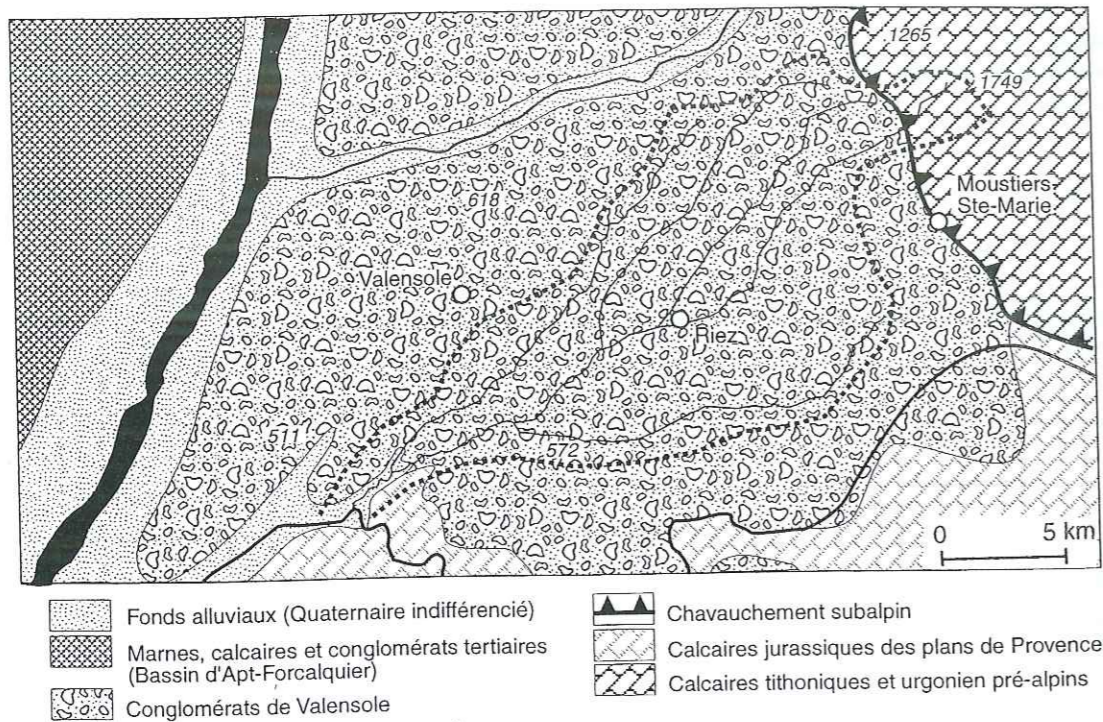 1265
1749
Moustiers-
Ste-Marie
618
Valensole
Riez
511
572
0 5 km
Fonds alluviaux (Quaternaire indifférencié)
Marnes, calcaires et conglomérats tertiaires
(Bassin d'Apt-Forcalquier)
Conglomérats de Valensole
Chavauchement subalpin
Calcaires jurassiques des plans de Provence
Calcaires tithoniques et urgonien pré-alpins